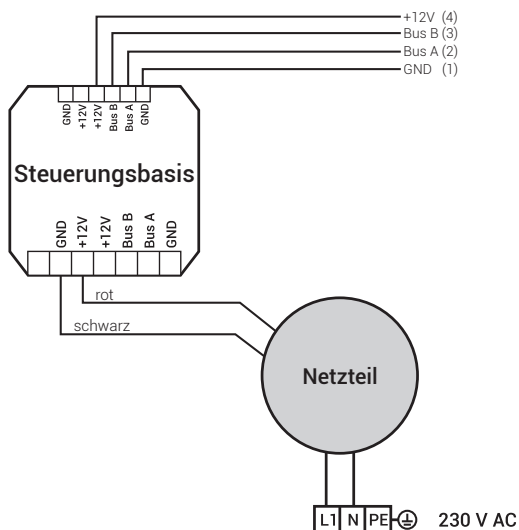 +12V (4)
Bus B (3)
Bus A (2)
GND (1)
GND
+12V
+12V
Bus B
Bus A
GND
Steuerungsbasis
GND
+12V
+12V
Bus B
Bus A
GND
rot
schwarz
Netzteil
L1 N PE 230 V AC